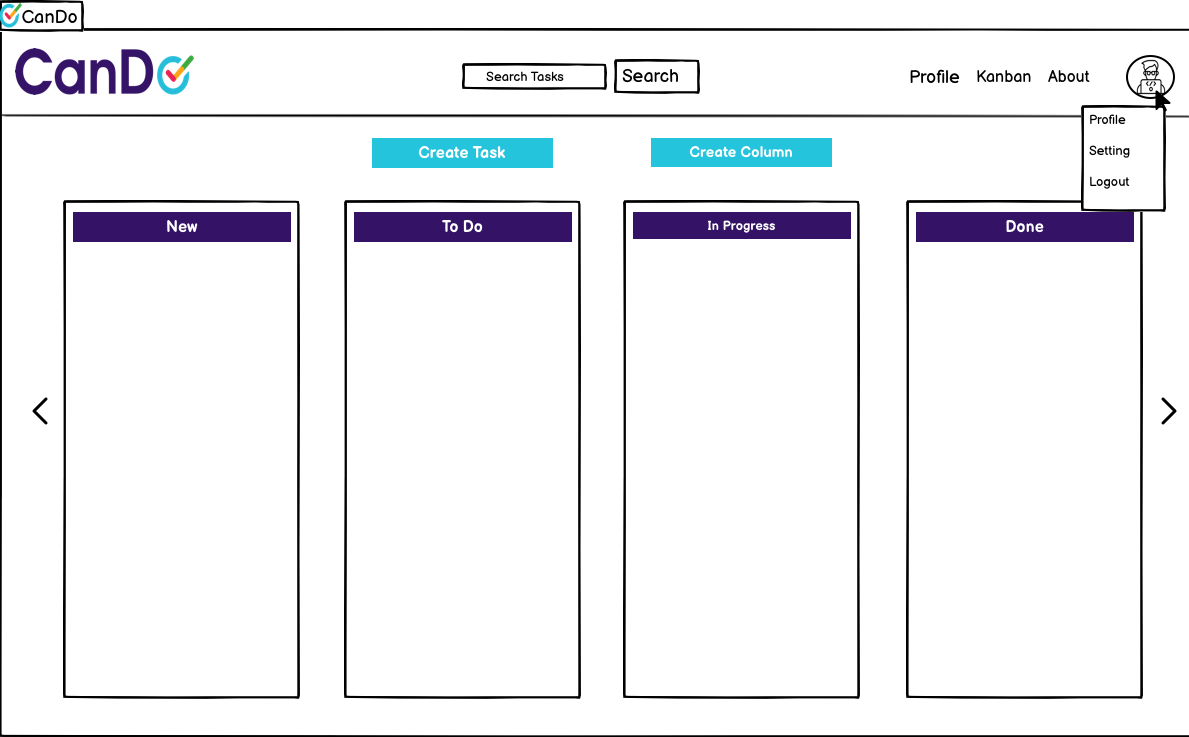 CanDo
CanDo
Search Tasks
Search
Profile
Kanban
About
Profile
Setting
Logout
Create Task
Create Column
New
To Do
In Progress
Done